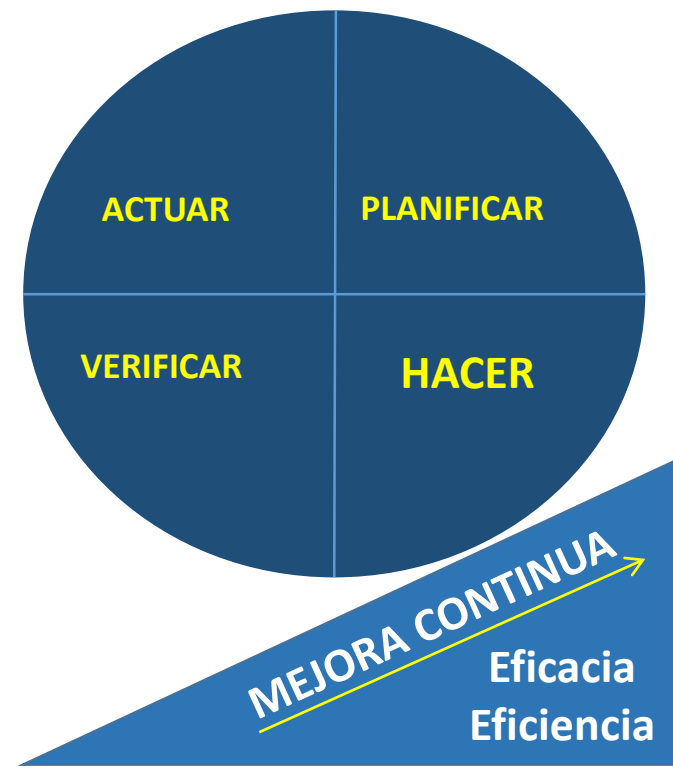 ACTUAR
PLANIFICAR
VERIFICAR
HACER
MEJORA CONTINUA
Eficacia
Eficiencia